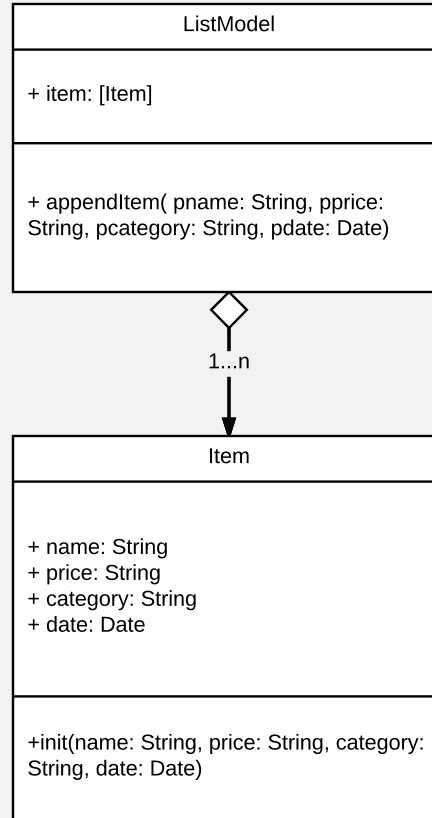 ListModel
+ item: [Item]
+ appendItem( pname: String, pprice:
String, pcategory: String, pdate: Date)
1...n
Item
+ name: String
+ price: String
+ category: String
+ date: Date
+init(name: String, price: String, category:
String, date: Date)